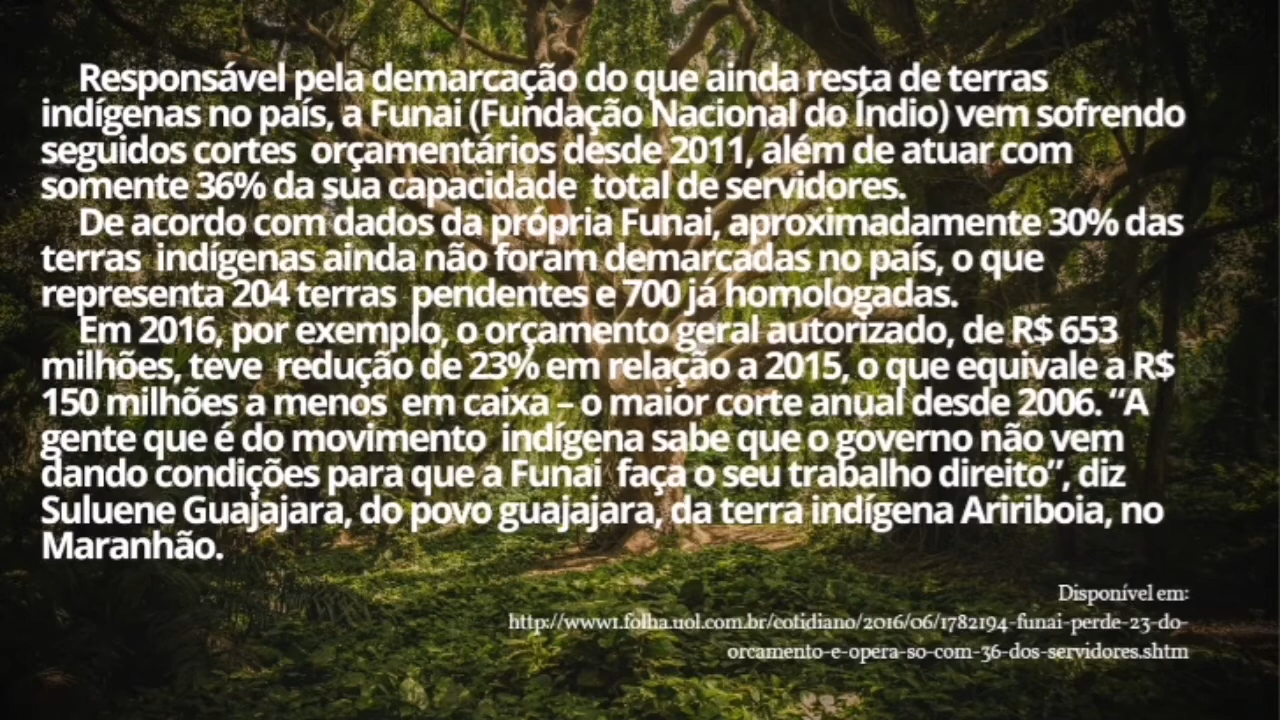 Responsável pela demarcação do que ainda resta de terras
indígenas no país, a Funai (Fundação Nacional do Índio) vem sofrendo
seguidos cortes orçamentários desde 2011, além de atuar com
somente 36% da sua capacidade total de servidores.
De acordo com dados da própria Funai, aproximadamente 30% das
terras indígenas ainda não foram demarcadas no país, o que
representa 204 terras pendentes e 700 já homologadas.
Em 2016, por exemplo, o orçamento geral autorizado, de R$ 653
milhões, teve redução de 23% em relação a 2015, o que equivale a R$
150 milhões a menos em caixa – o maior corte anual desde 2006. “A
gente que é do movimento indígena sabe que o governo não vem
dando condições para que a Funai faça o seu trabalho direito”, diz
Suluene Guajajara, do povo guajajara, da terra indígena Aririboia, no
Maranhão.
Disponível em:
http://www1.folha.uol.com.br/cotidiano/2016/06/1782194-funai-perde-23-do-
orcamento-e-opera-so-com-36-dos-servidores.shtm